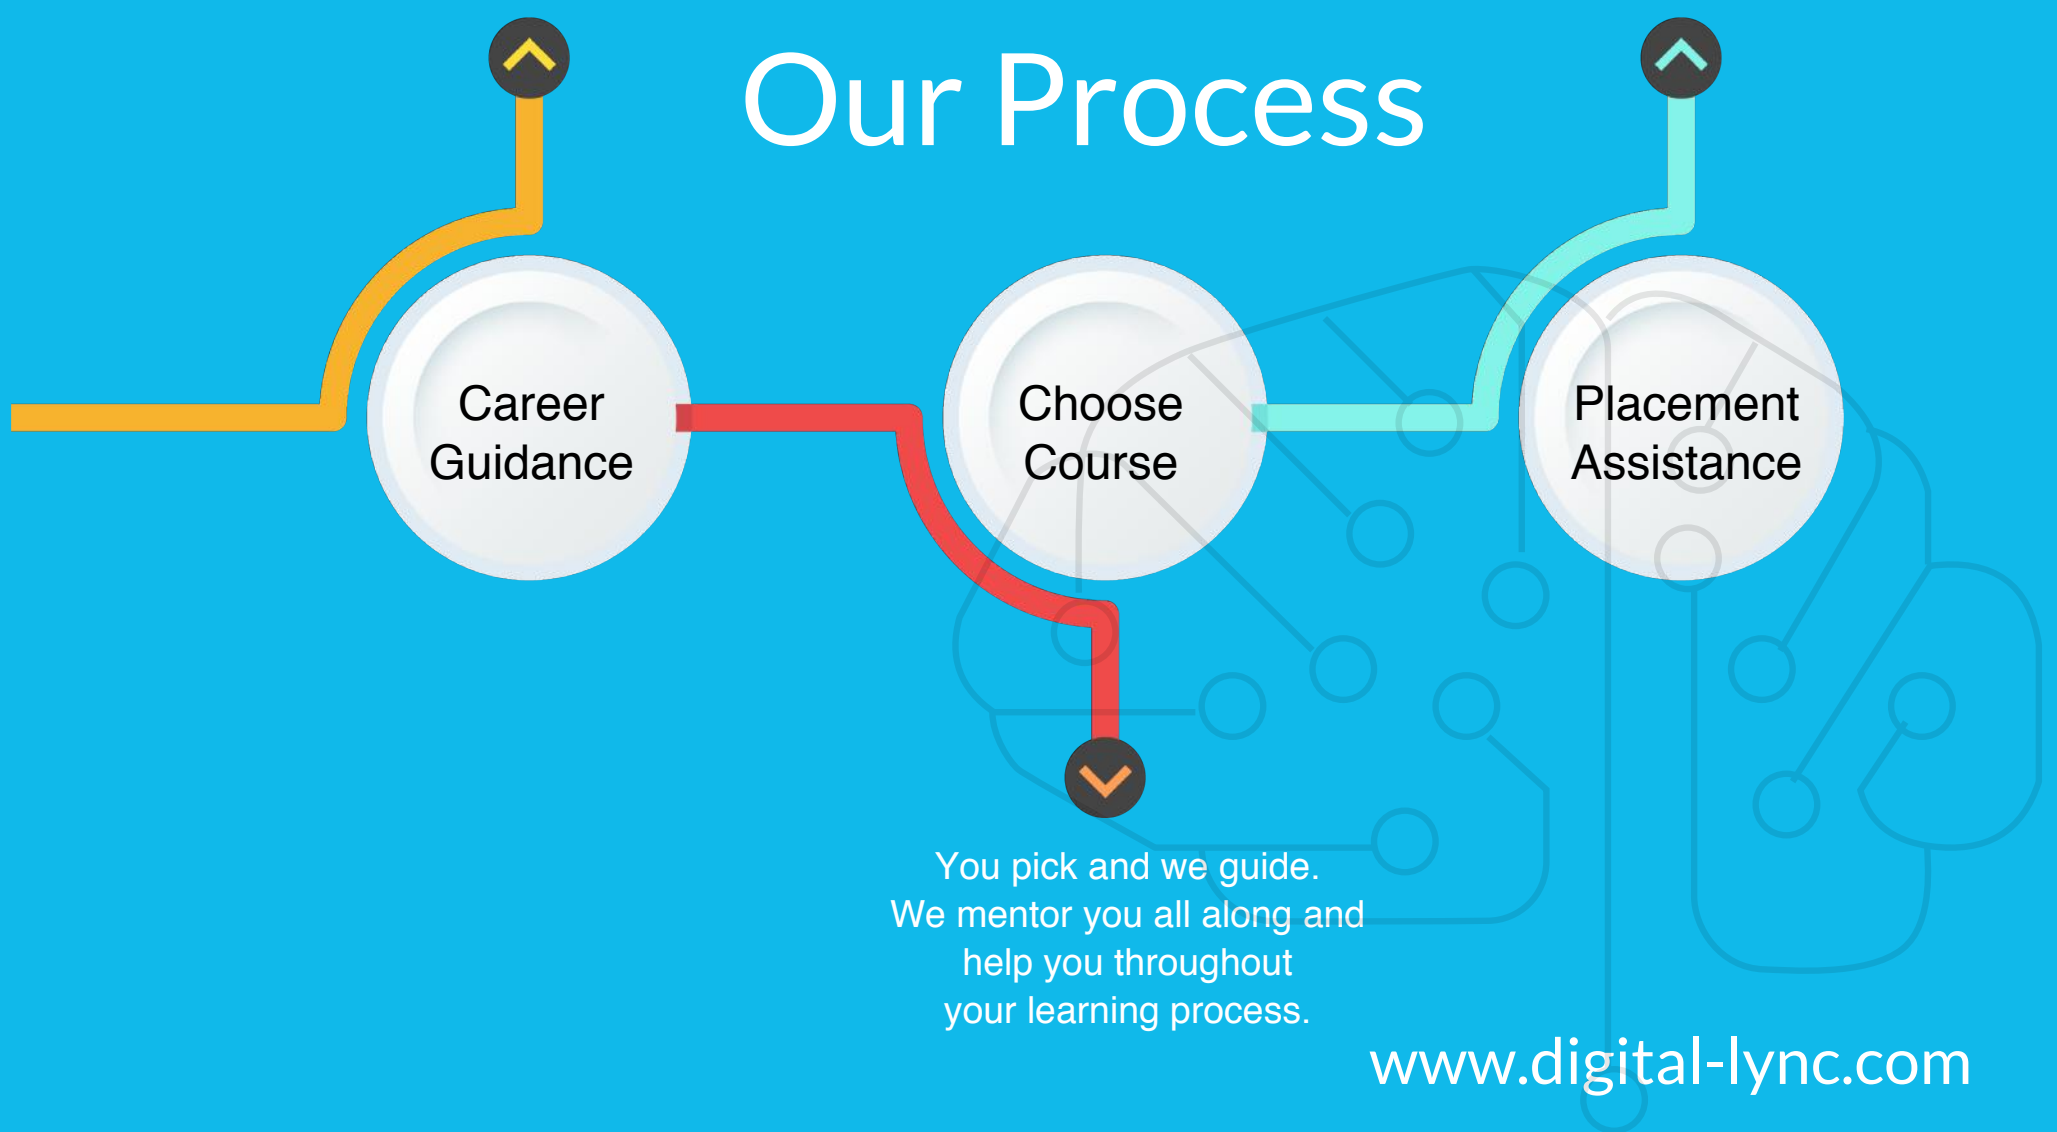 Our Process
Career
Guidance
Choose
Course
Placement
Assistance
You pick and we guide.
We mentor you all along and
help you throughout
your learning process.
www.digital-lync.com